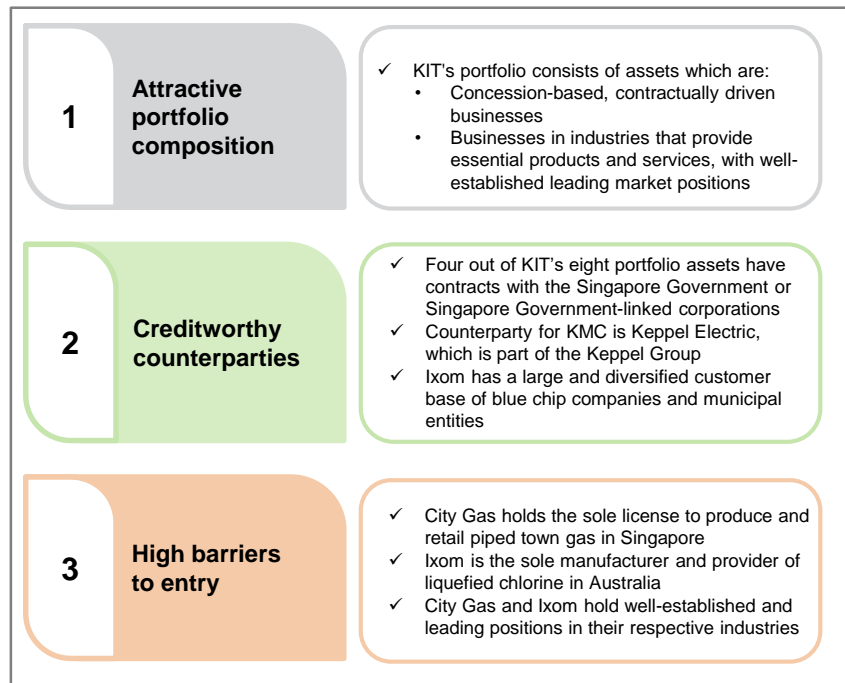 1
Attractive
portfolio
composition
✓ KIT's portfolio consists of assets which are:
• Concession-based, contractually driven
businesses
• Businesses in industries that provide
essential products and services, with well-
established leading market positions
2
Creditworthy
counterparties
✓ Four out of KIT's eight portfolio assets have
contracts with the Singapore Government or
Singapore Government-linked corporations
✓ Counterparty for KMC is Keppel Electric,
which is part of the Keppel Group
✓ Ixom has a large and diversified customer
base of blue chip companies and municipal
entities
3
High barriers
to entry
✓ City Gas holds the sole license to produce and
retail piped town gas in Singapore
✓ Ixom is the sole manufacturer and provider of
liquefied chlorine in Australia
✓ City Gas and Ixom hold well-established and
leading positions in their respective industries